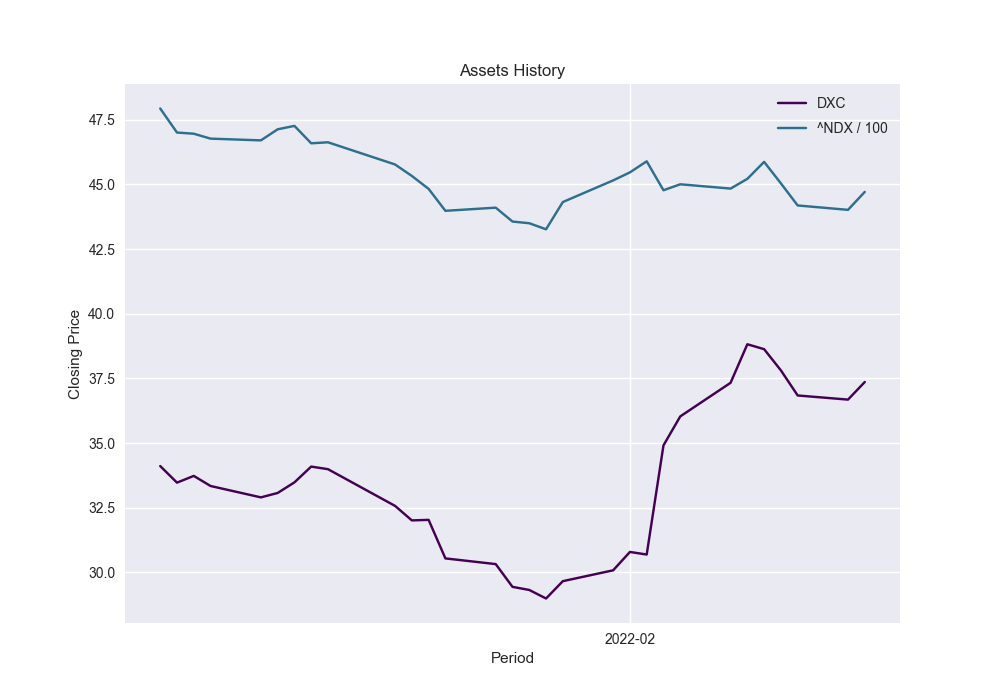 Assets History
DXC
^NDX / 100
47.5
45.0
42.5
40.0
37.5
35.0
32.5
30.0
Closing Price
2022-02
Period